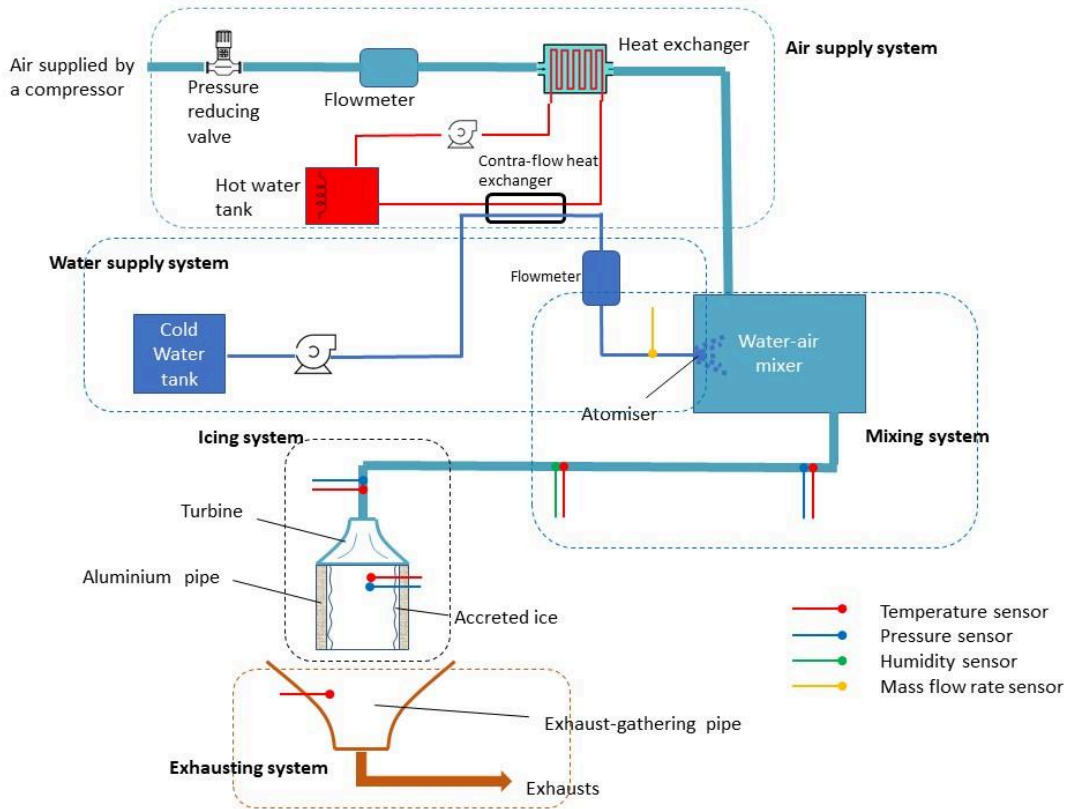 Air supplied by
a compressor
Pressure
reducing
valve
Flowmeter
Heat exchanger
Air supply system
Contra-flow heat
exchanger
Hot water
tank
Water supply system
Flowmeter
Cold
Water
tank
Water-air
mixer
Atomiser
Icing system
Mixing system
Turbine
Aluminium pipe
Accreted ice
Temperature sensor
Pressure sensor
Humidity sensor
Mass flow rate sensor
Exhaust-gathering pipe
Exhausting system
Exhausts